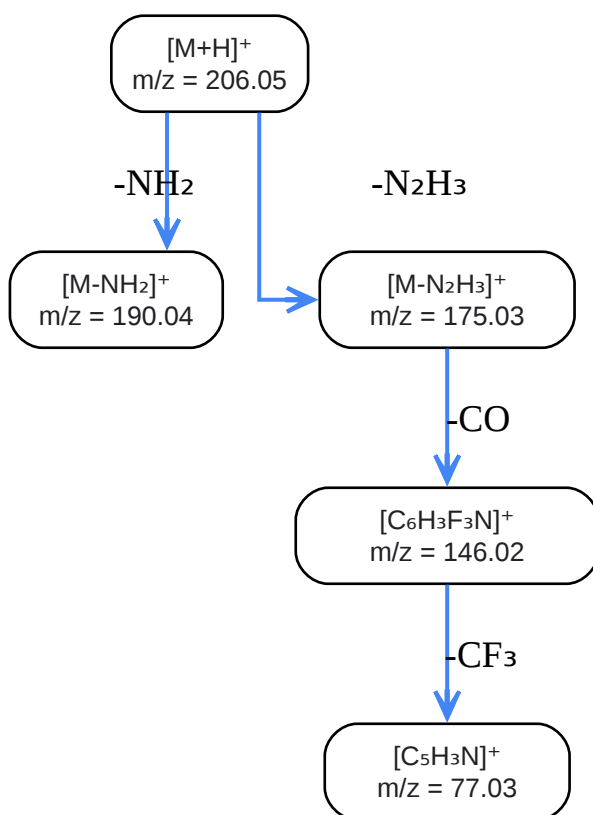 [M+H]⁺
m/z = 206.05
-NH₂
-N₂H₃
[M-NH₂]⁺
m/z = 190.04
[M-N₂H₃]⁺
m/z = 175.03
-CO
[C₆H₃F₃N]⁺
m/z = 146.02
-CF₃
[C₅H₃N]⁺
m/z = 77.03